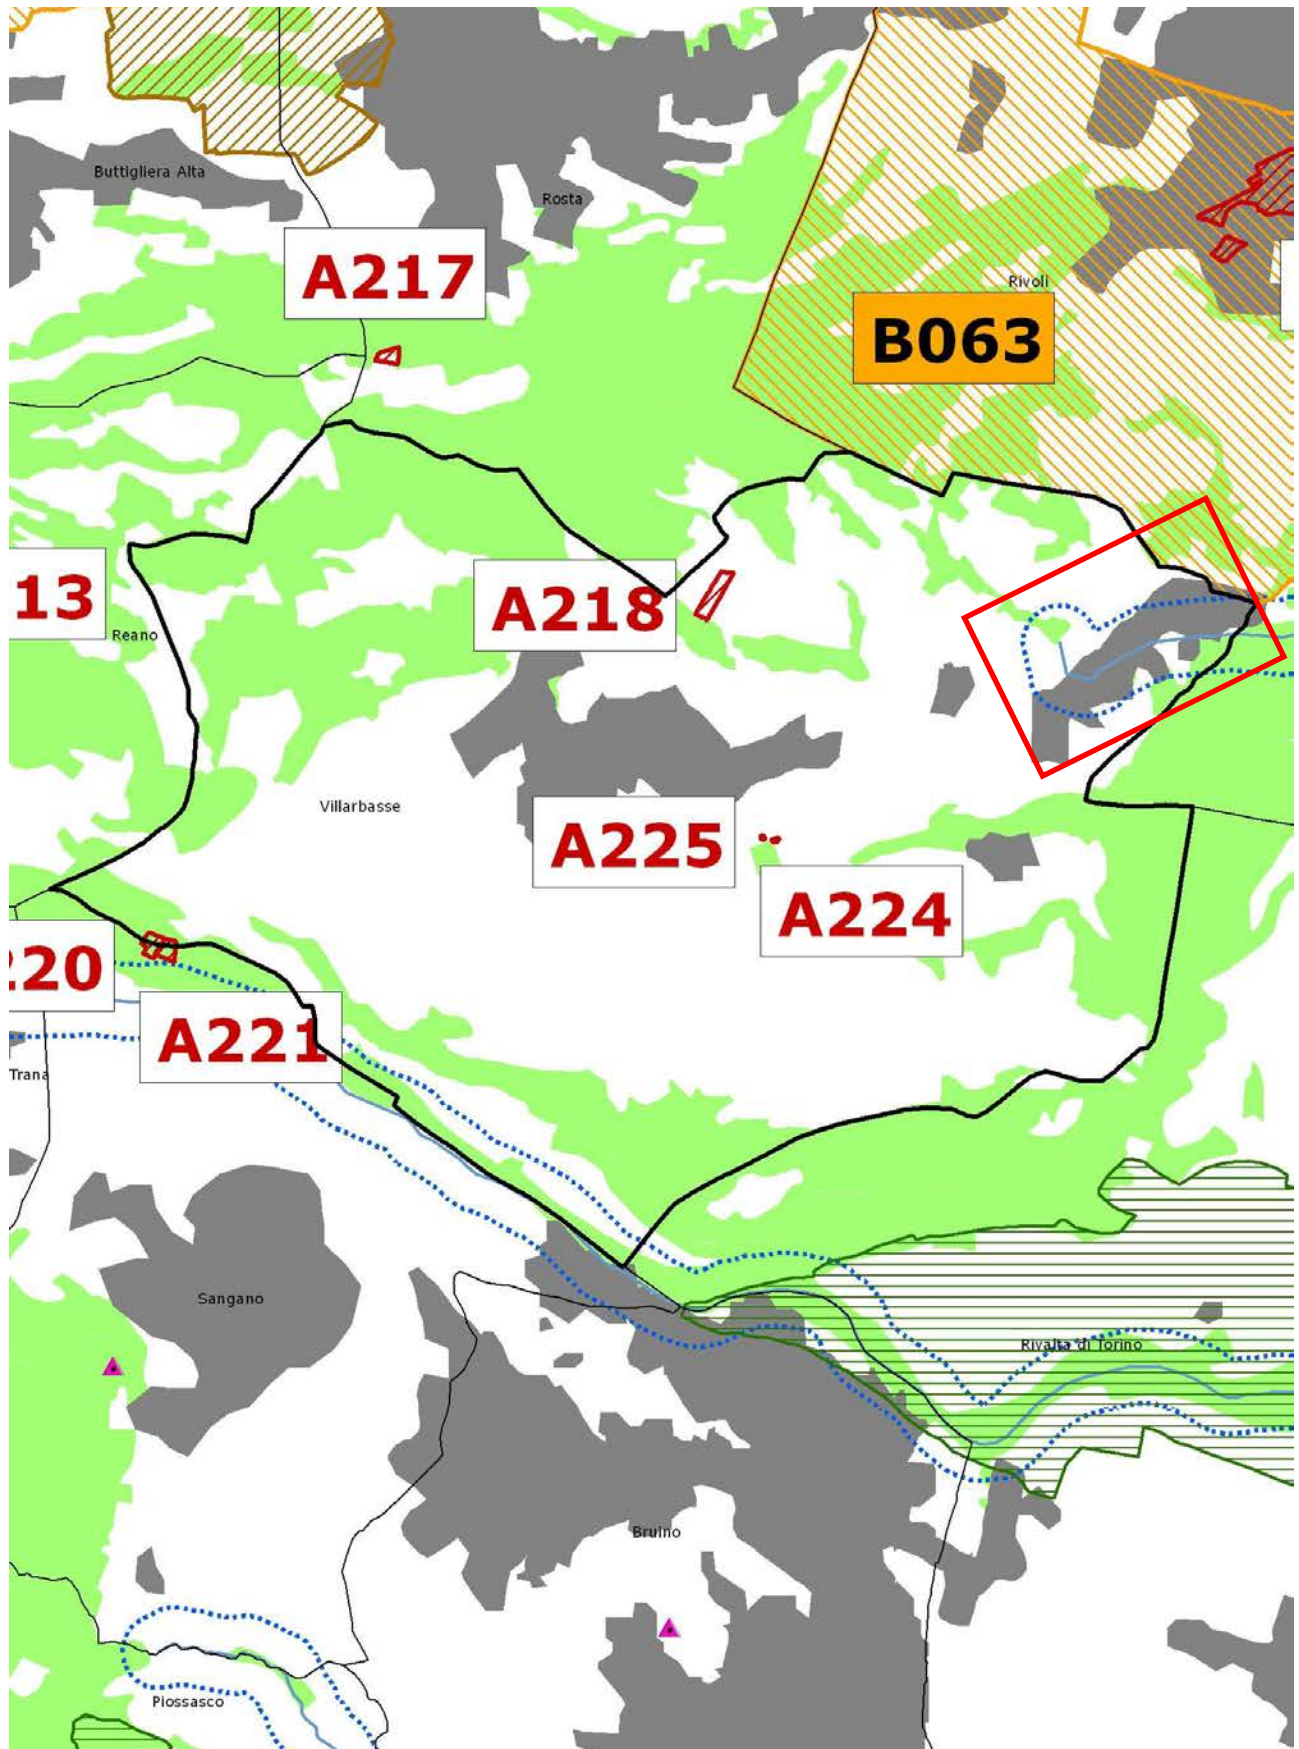 Buttigliera Alta
Rosta
A217
Rivoli
B063
13
A218
Reano
Villarbasse
A225
A224
20
A221
Trana
Sangano
Rivalta di Torino
Bruino
Piossasco